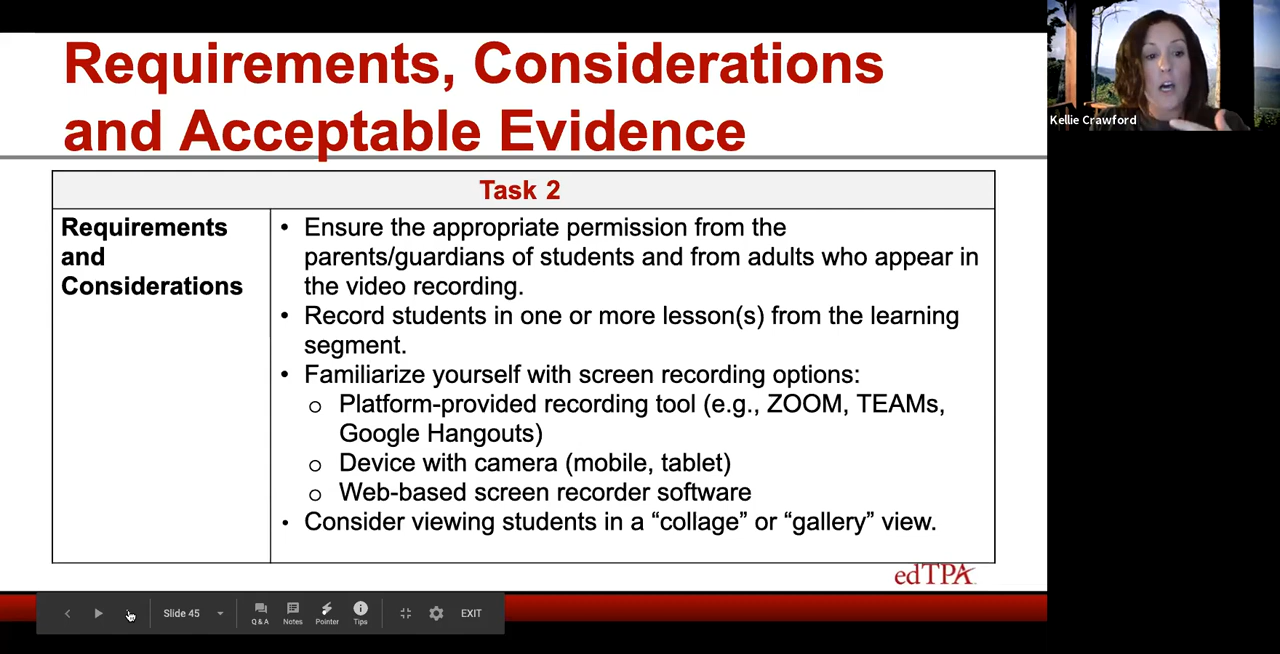 Requirements, Considerations
and Acceptable Evidence
Kellie Crawford
Task 2
Requirements
and
Considerations
• Ensure the appropriate permission from the
parents/guardians of students and from adults who appear in
the video recording.
• Record students in one or more lesson(s) from the learning
segment.
• Familiarize yourself with screen recording options:
o Platform-provided recording tool (e.g., ZOOM, TEAMs,
Google Hangouts)
o Device with camera (mobile, tablet)
o Web-based screen recorder software
• Consider viewing students in a “collage” or “gallery” view.
edTPA
Slide 45
Q & A
Notes
Pointer
Tips
EXIT